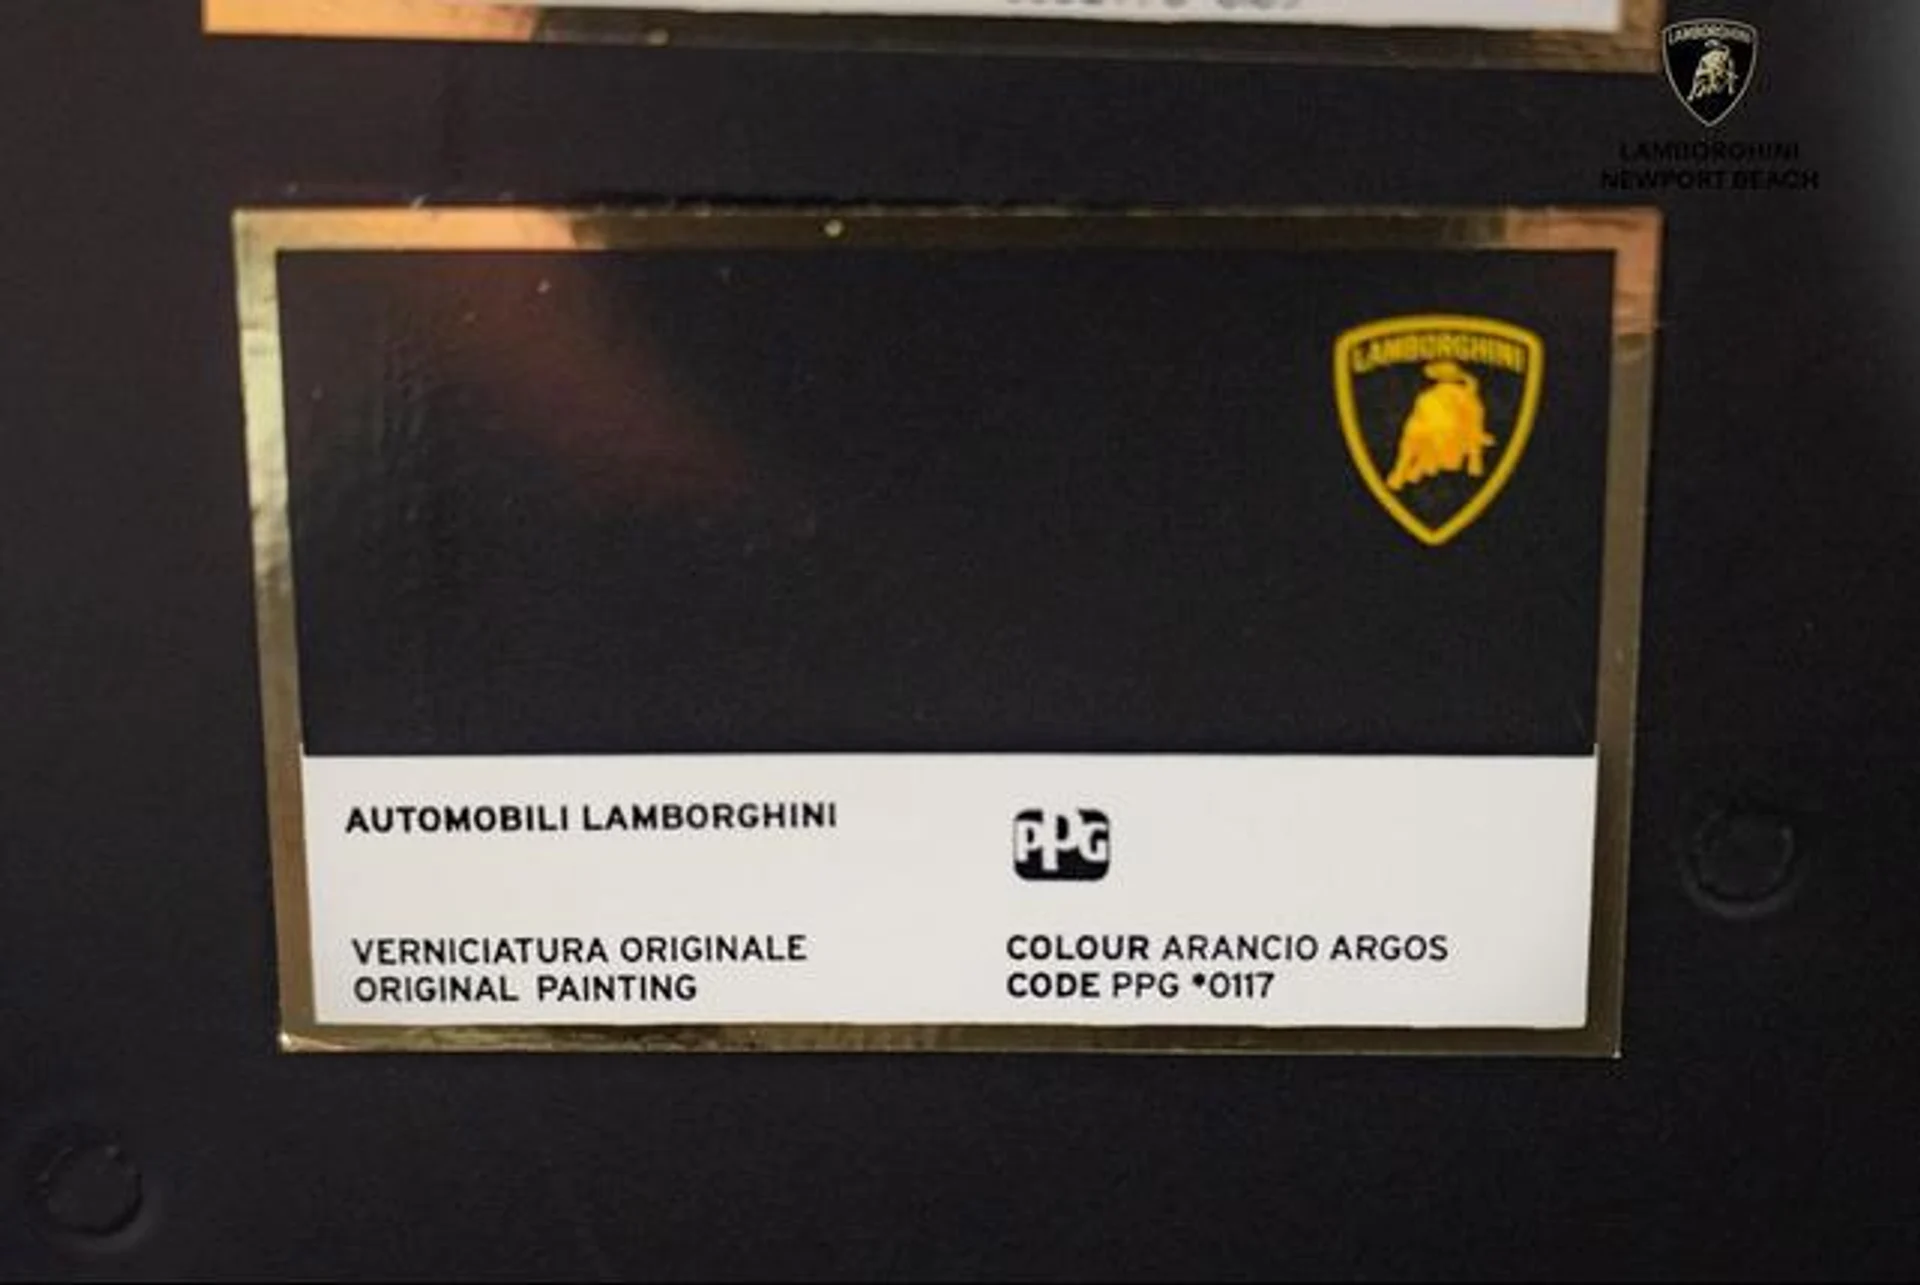 LAMBORGHINI
LAMBORGHINI
NEWPORT BEACH
LAMBORGHINI
AUTOMOBILI LAMBORGHINI
PPG
VERNICIATURA ORIGINALE
ORIGINAL PAINTING
COLOUR ARANCIO ARGOS
CODE PPG *0117